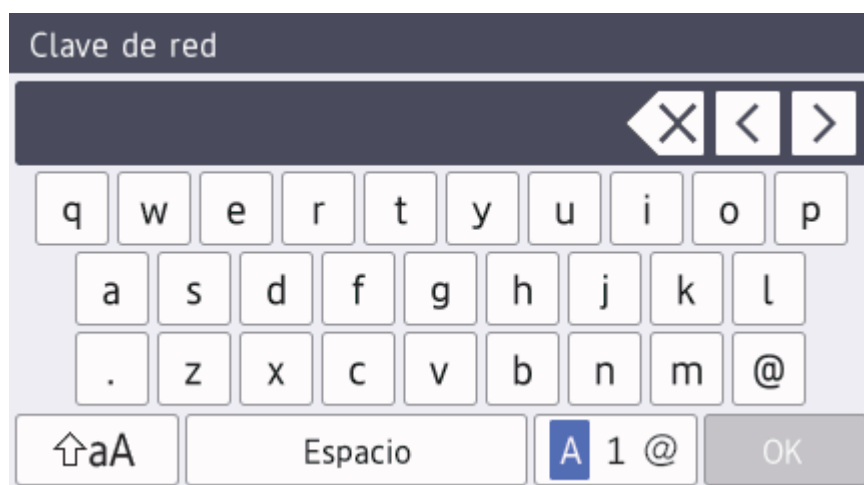 Clave de red
q w e r t y u i o p
a s d f g h j k l
. z x c v b n m @
aA Espacio A 1 @ OK